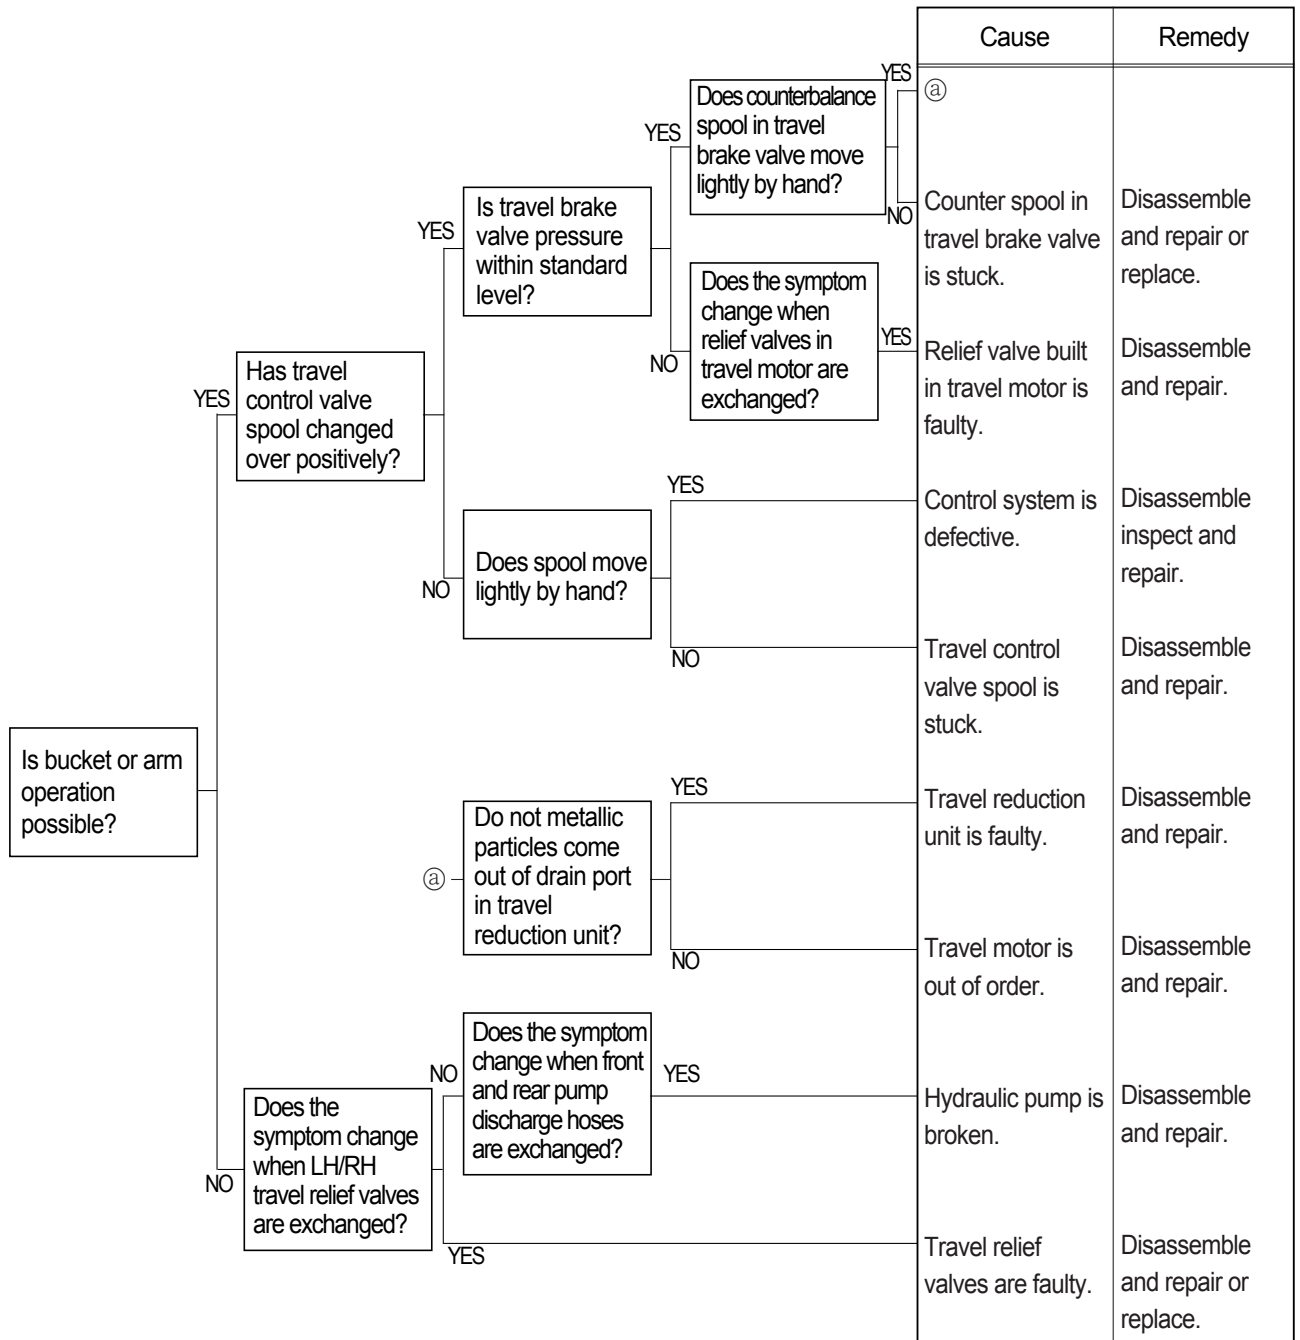 Cause
Remedy
YES
ⓐ
Does counterbalance
spool in travel
brake valve move
lightly by hand?
YES
NO
Counter spool in
travel brake valve
is stuck.
Disassemble
and repair or
replace.
Is travel brake
valve pressure
within standard
level?
YES
Does the symptom
change when
relief valves in
travel motor are
exchanged?
NO
YES
Relief valve built
in travel motor is
faulty.
Disassemble
and repair.
Has travel
control valve
spool changed
over positively?
YES
YES
Control system is
defective.
Disassemble
inspect and
repair.
Does spool move
lightly by hand?
NO
NO
Travel control
valve spool is
stuck.
Disassemble
and repair.
Is bucket or arm
operation
possible?
YES
Travel reduction
unit is faulty.
Disassemble
and repair.
ⓐ
Do not metallic
particles come
out of drain port
in travel
reduction unit?
NO
Travel motor is
out of order.
Disassemble
and repair.
Does the symptom
change when front
and rear pump
discharge hoses
are exchanged?
NO
YES
Hydraulic pump is
broken.
Disassemble
and repair.
Does the
symptom change
when LH/RH
travel relief valves
are exchanged?
NO
YES
Travel relief
valves are faulty.
Disassemble
and repair or
replace.